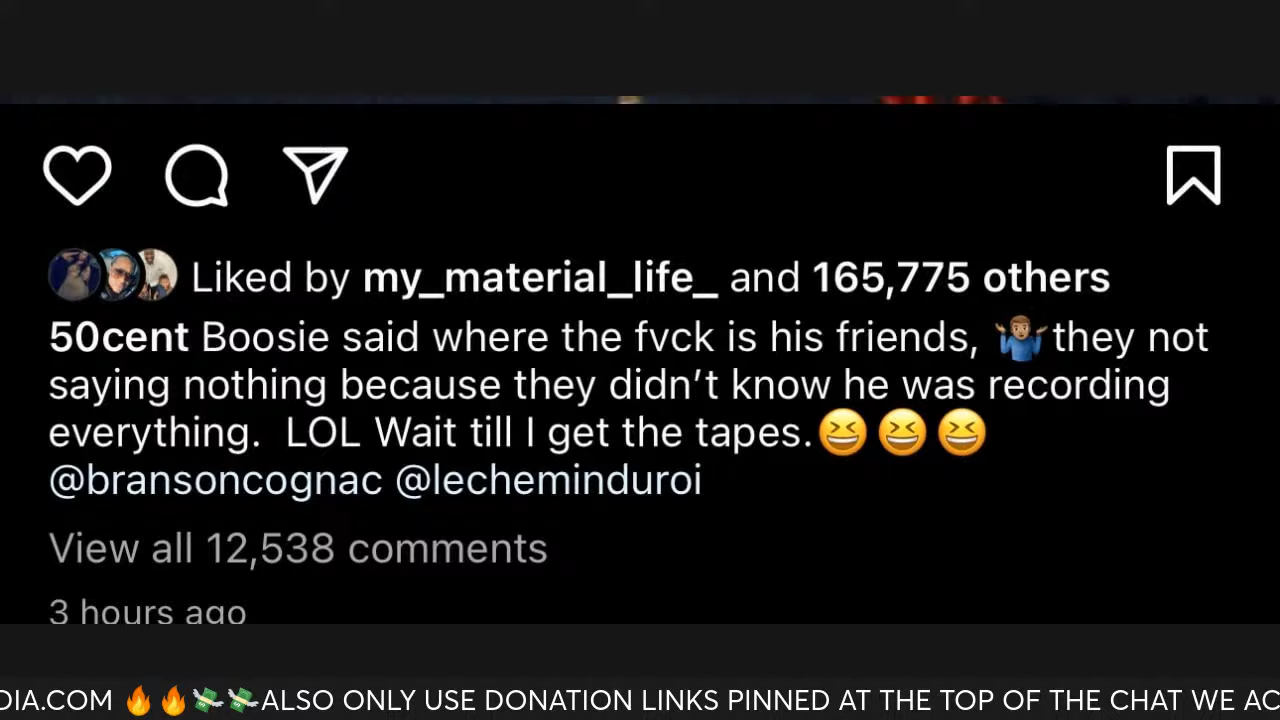 Liked by my_material_life_ and 165,775 others
50cent Boosie said where the fvck is his friends, 🤷🏽‍♂️ they not
saying nothing because they didn’t know he was recording
everything.  LOL Wait till I get the tapes.😆😆😆
@bransoncognac @lecheminduroi
View all 12,538 comments
3 hours ago
DIA.COM 🔥🔥💸💸ALSO ONLY USE DONATION LINKS PINNED AT THE TOP OF THE CHAT WE AC